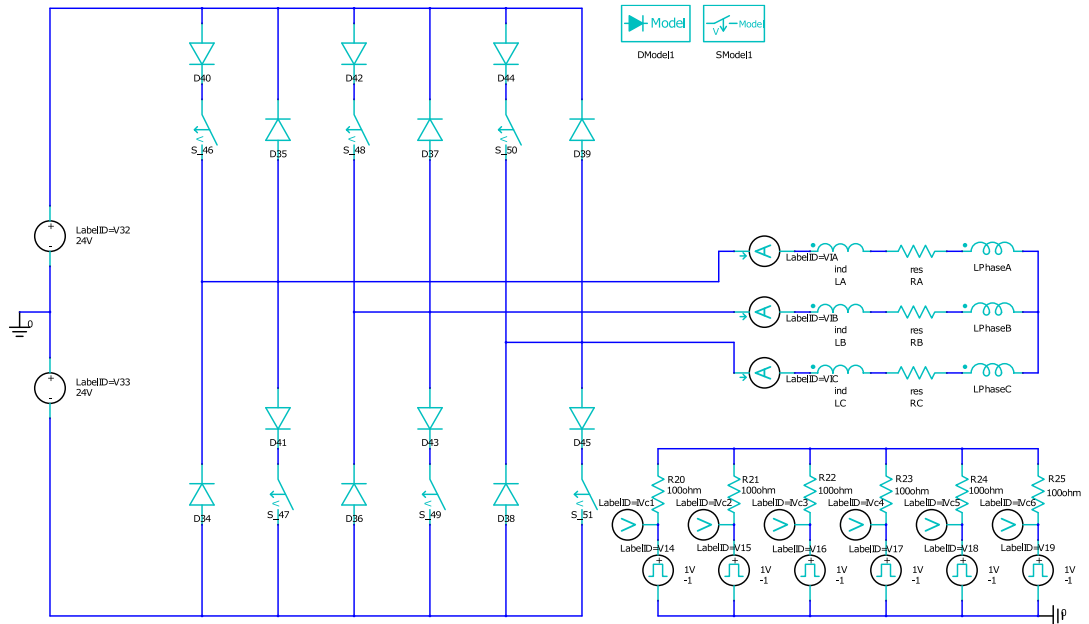 Model
Model
DModel1
SModel1
D40
D42
D44
S_46
D35
S_48
D37
S_50
D39
LabelID=V32
24V
LabelID=VIA
ind
LA
res
RA
LPhaseA
0
LabelID=VIB
ind
LB
res
RB
LPhaseB
LabelID=V33
24V
LabelID=VIC
ind
LC
res
RC
LPhaseC
D41
D43
D45
D34
S_47
D36
S_49
D38
S_51
R20
100ohm
R21
100ohm
R22
100ohm
R23
100ohm
R24
100ohm
R25
100ohm
LabelID=IVc1
LabelID=IVc2
LabelID=IVc3
LabelID=IVc4
LabelID=IVc5
LabelID=IVc6
LabelID=V14
LabelID=V15
LabelID=V16
LabelID=V17
LabelID=V18
LabelID=V19
1V
-1
1V
-1
1V
-1
1V
-1
1V
-1
1V
-1
0